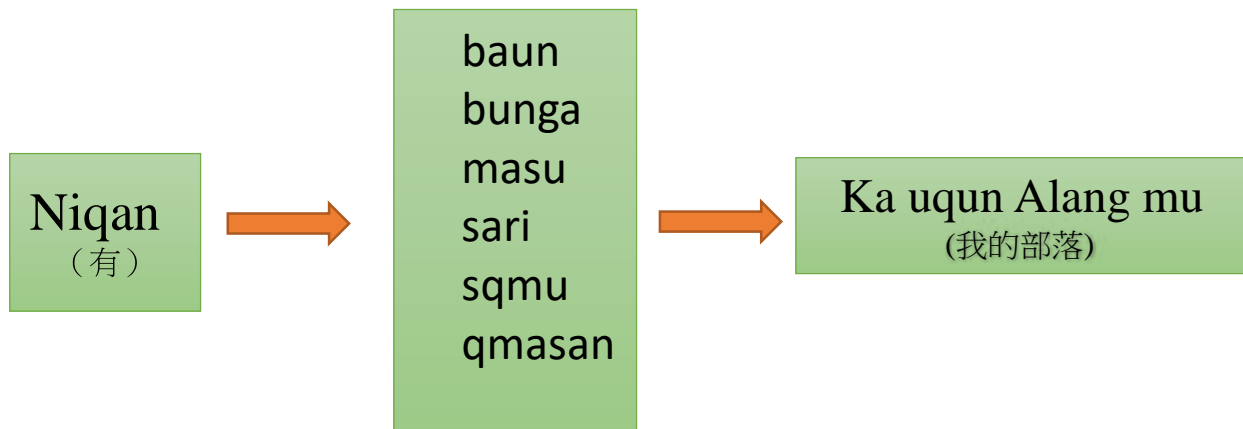 Niqan
（有）
baun
bunga
masu
sari
sqmu
qmasan
Ka uqun Alang mu
(我的部落)